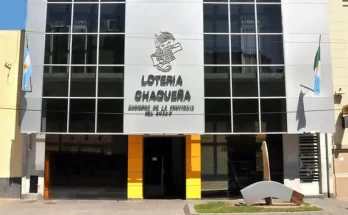 LOTERIA
CHAQUEÑA
GOBIERNO DE LA PROVINCIA
DEL CHACO